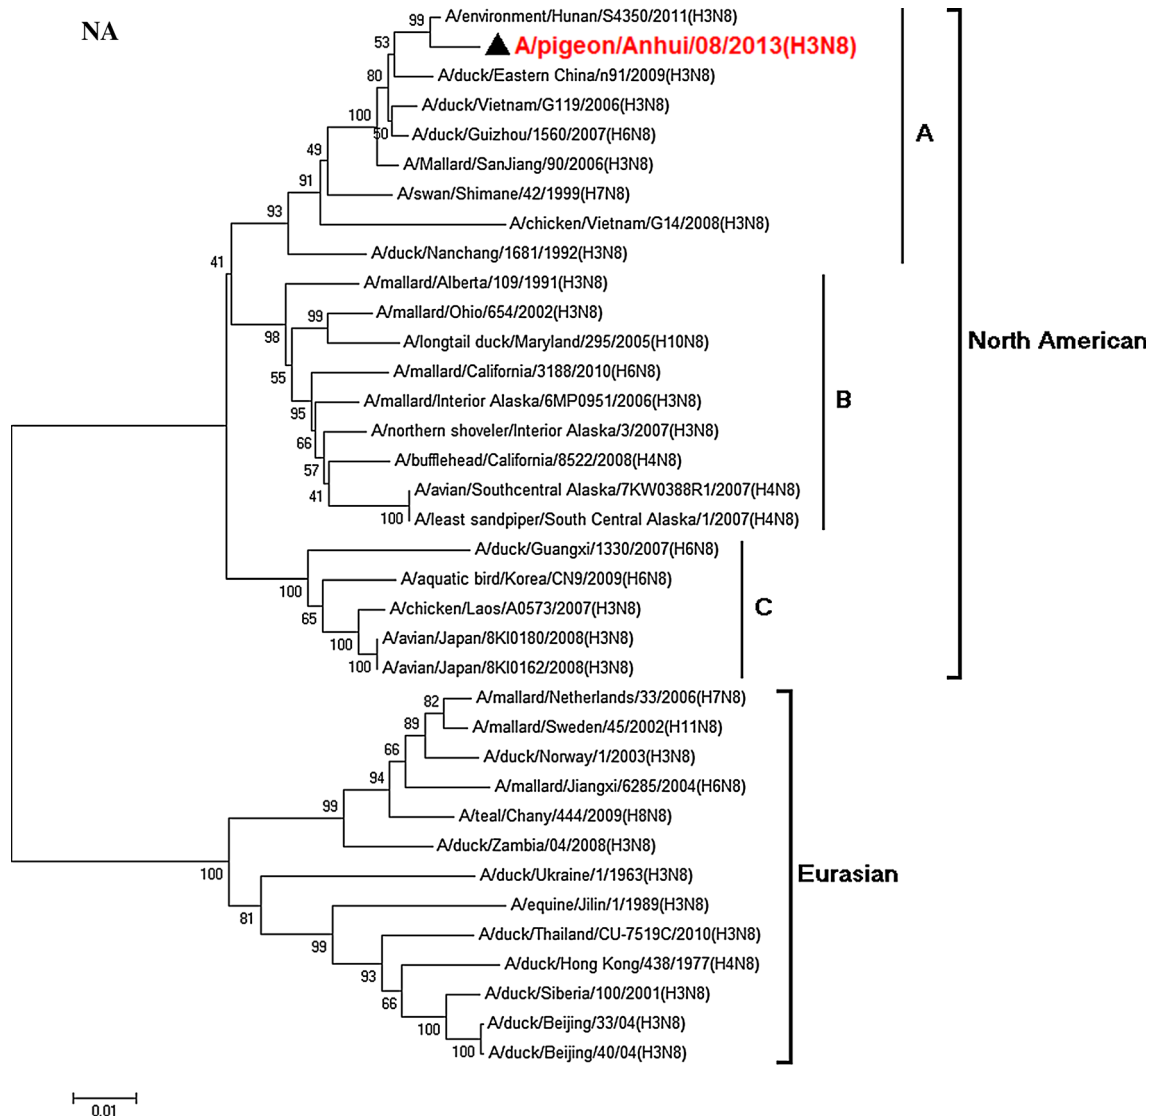 NA
A/environment/Hunan/S4350/2011(H3N8)
99
A/pigeon/Anhui/08/2013(H3N8)
53
A/duck/Eastern China/n91/2009(H3N8)
80
A/duck/Vietnam/G119/2006(H3N8)
100
50
A/duck/Guizhou/1560/2007(H6N8)
A
49
A/Mallard/SanJiang/90/2006(H3N8)
91
A/swan/Shimane/42/1999(H7N8)
93
A/chicken/Vietnam/G14/2008(H3N8)
A/duck/Nanchang/1681/1992(H3N8)
41
A/mallard/Alberta/109/1991(H3N8)
99
A/mallard/Ohio/654/2002(H3N8)
98
A/longtail duck/Maryland/295/2005(H10N8)
North American
55
A/mallard/California/3188/2010(H6N8)
95
A/mallard/Interior Alaska/6MP0951/2006(H3N8)
B
66
A/northern shoveler/Interior Alaska/3/2007(H3N8)
57
A/bufflehead/California/8522/2008(H4N8)
41
A/avian/Southcentral Alaska/7KW0388R1/2007(H4N8)
100
A/least sandpiper/South Central Alaska/1/2007(H4N8)
A/duck/Guangxi/1330/2007(H6N8)
100
A/aquatic bird/Korea/CN9/2009(H6N8)
65
A/chicken/Laos/A0573/2007(H3N8)
C
100
A/avian/Japan/8KI0180/2008(H3N8)
100
A/avian/Japan/8KI0162/2008(H3N8)
82
A/mallard/Netherlands/33/2006(H7N8)
89
A/mallard/Sweden/45/2002(H11N8)
66
A/duck/Norway/1/2003(H3N8)
94
A/mallard/Jiangxi/6285/2004(H6N8)
99
A/teal/Chany/444/2009(H8N8)
A/duck/Zambia/04/2008(H3N8)
100
A/duck/Ukraine/1/1963(H3N8)
Eurasian
81
A/equine/Jilin/1/1989(H3N8)
99
A/duck/Thailand/CU-7519C/2010(H3N8)
93
A/duck/Hong Kong/438/1977(H4N8)
66
A/duck/Siberia/100/2001(H3N8)
100
A/duck/Beijing/33/04(H3N8)
100
A/duck/Beijing/40/04(H3N8)
0.01